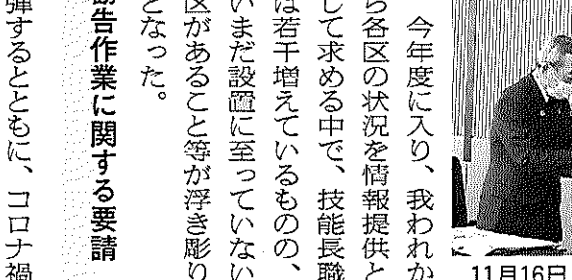 11月16日
今年度に入り、我われか
ら各区の状況を情報提供と
して求める中で、技能長職
は若干増えているものの、
いまだ設置に至っていない
区があること等が浮き彫り
となった。
勧告作業に関する要請
弾するとともに、コロナ禍